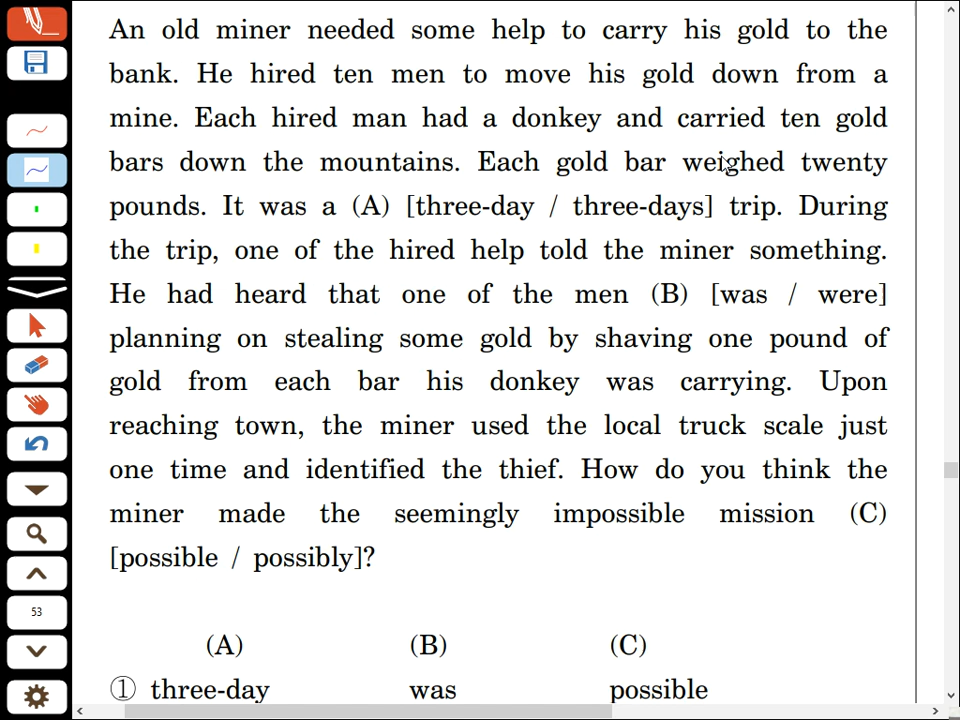 An old miner needed some help to carry his gold to the
bank. He hired ten men to move his gold down from a
mine. Each hired man had a donkey and carried ten gold
bars down the mountains. Each gold bar weighed twenty
pounds. It was a (A) [three-day / three-days] trip. During
the trip, one of the hired help told the miner something.
He had heard that one of the men (B) [was / were]
planning on stealing some gold by shaving one pound of
gold from each bar his donkey was carrying. Upon
reaching town, the miner used the local truck scale just
one time and identified the thief. How do you think the
miner made the seemingly impossible mission (C)
[possible / possibly]?
53
(A) (B) (C)
① three-day was possible